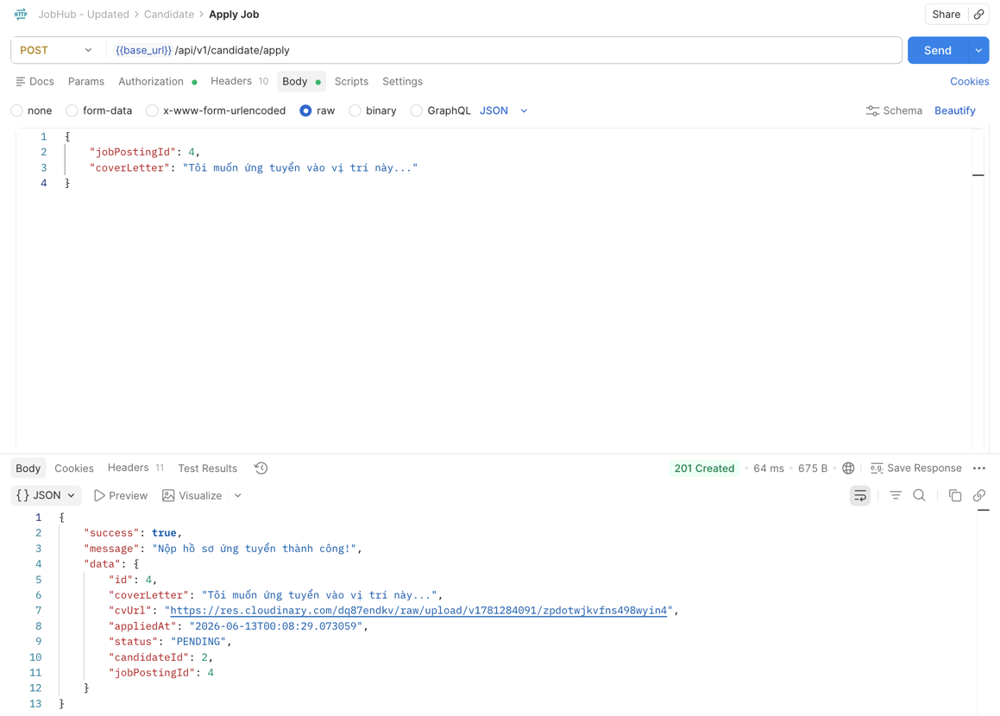 HTTP JobHub - Updated > Candidate > Apply Job Share
POST {{base_url}} /api/v1/candidate/apply Send
Docs Params Authorization Headers 10 Body Scripts Settings Cookies
none form-data x-www-form-urlencoded raw binary GraphQL JSON Schema Beautify
1 {
2 "jobPostingId": 4,
3 "coverLetter": "Tôi muốn ứng tuyển vào vị trí này..."
4 }
Body Cookies Headers 11 Test Results 201 Created 64 ms 675 B e.g. Save Response
{} JSON Preview Visualize
1 {
2 "success": true,
3 "message": "Nộp hồ sơ ứng tuyển thành công!",
4 "data": {
5 "id": 4,
6 "coverLetter": "Tôi muốn ứng tuyển vào vị trí này...",
7 "cvUrl": "https://res.cloudinary.com/dq87endkv/raw/upload/v1781284091/zpdotwjkvfns498wyin4",
8 "appliedAt": "2026-06-13T00:08:29.073059",
9 "status": "PENDING",
10 "candidateId": 2,
11 "jobPostingId": 4
12 }
13 }